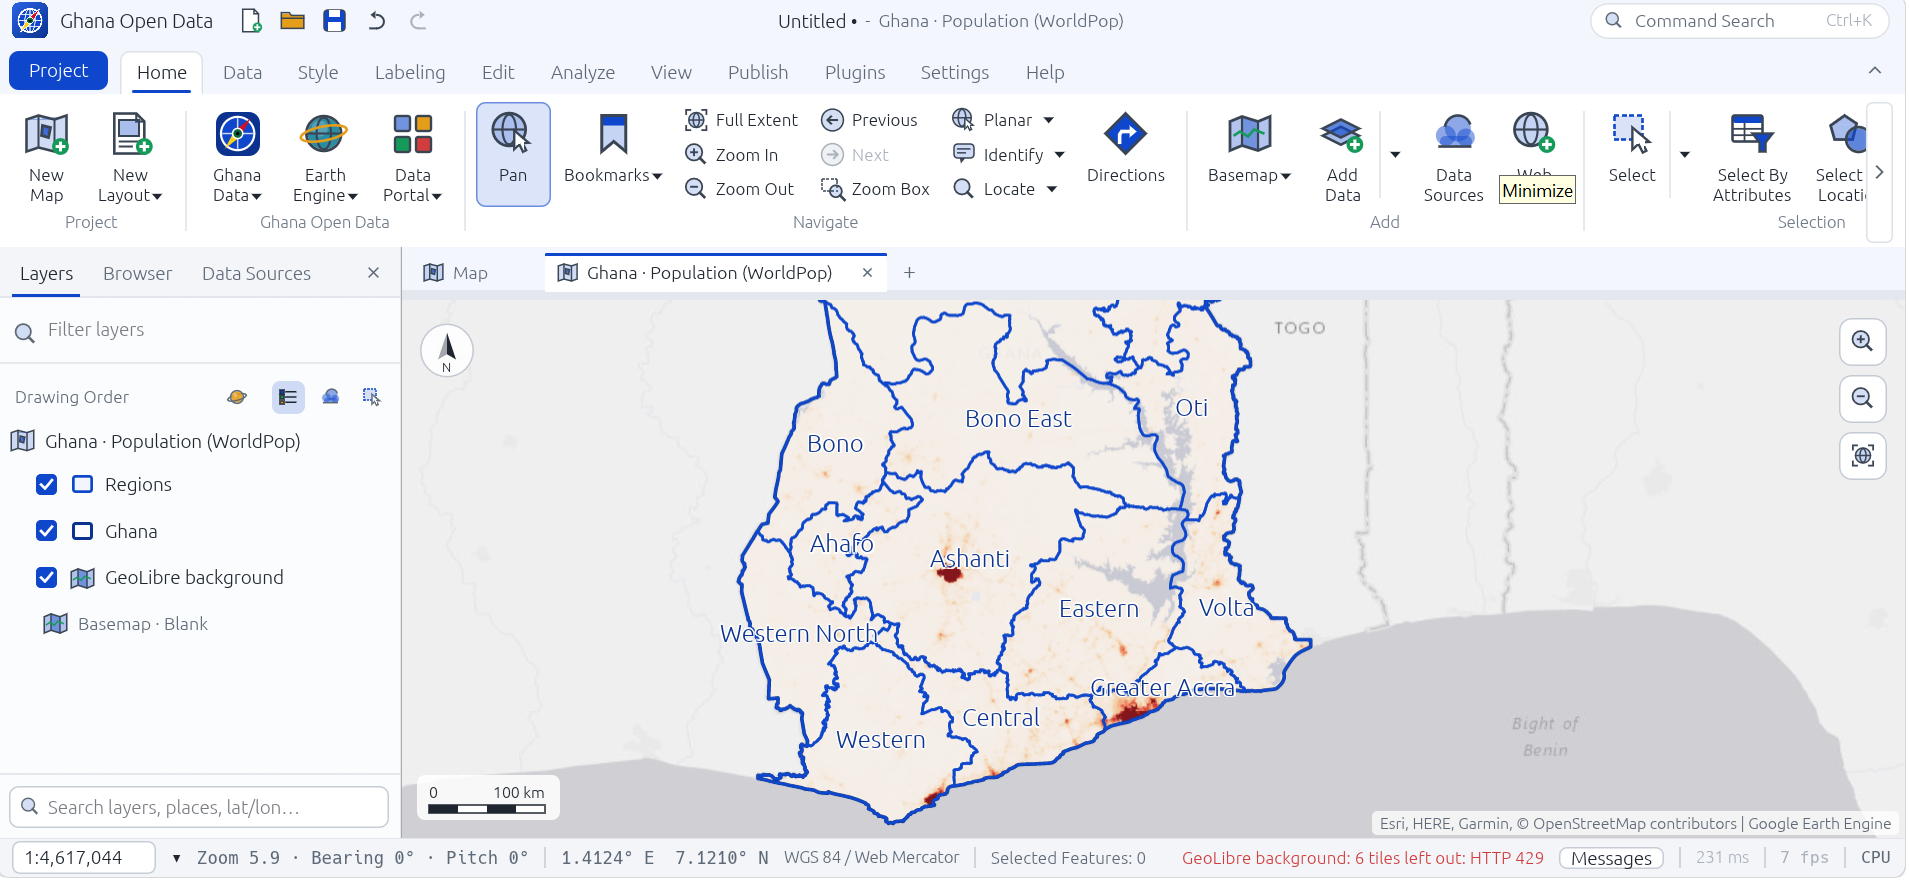 Ghana Open Data
Untitled • - Ghana · Population (WorldPop)
Command Search Ctrl+K
Project Home Data Style Labeling Edit Analyze View Publish Plugins Settings Help
New Map
New Layout
Project
Ghana Data
Earth Engine
Data Portal
Ghana Open Data
Pan
Bookmarks
Full Extent
Zoom In
Zoom Out
Previous
Next
Zoom Box
Planar
Identify
Locate
Directions
Navigate
Basemap
Add Data
Data Sources
Web
Minimize
Add
Select
Select By Attributes
Select
Selection
Layers Browser Data Sources
Map
Ghana · Population (WorldPop)
Filter layers
Drawing Order
Ghana · Population (WorldPop)
Regions
Ghana
GeoLibre background
Basemap · Blank
Search layers, places, lat/lon…
N
TOGO
GHANA
Oti
Bono East
Bono
Ahafo
Ashanti
Eastern
Volta
Western North
Greater Accra
Central
Western
Bight of
Benin
0 100 km
Esri, HERE, Garmin, © OpenStreetMap contributors | Google Earth Engine
1:4,617,044 Zoom 5.9 · Bearing 0° · Pitch 0° 1.4124° E 7.1210° N WGS 84 / Web Mercator Selected Features: 0 GeoLibre background: 6 tiles left out: HTTP 429 Messages 231 ms 7 fps CPU